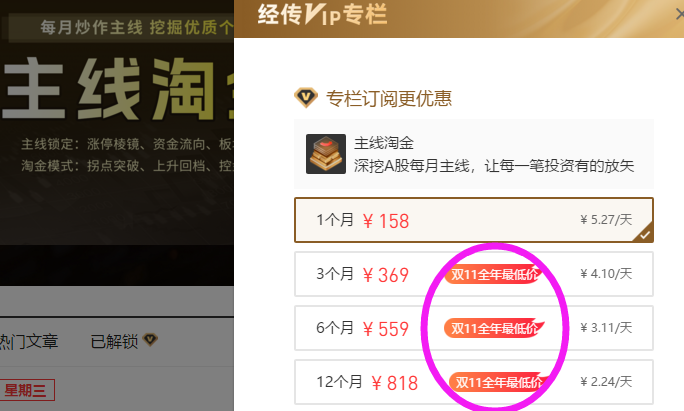 每月炒作主线 挖掘优质个
经传VIP专栏
主线淘
主线锁定：涨停棱镜、资金流向、板
淘金模式：拐点突破、上升回档、控
专栏订阅更优惠
主线淘金
深挖A股每月主线，让每一笔投资有的放矢
1个月 ¥ 158 ¥ 5.27/天
3个月 ¥ 369 双11全年最低价 ¥ 4.10/天
6个月 ¥ 559 双11全年最低价 ¥ 3.11/天
12个月 ¥ 818 双11全年最低价 ¥ 2.24/天
热门文章 已解锁
星期三